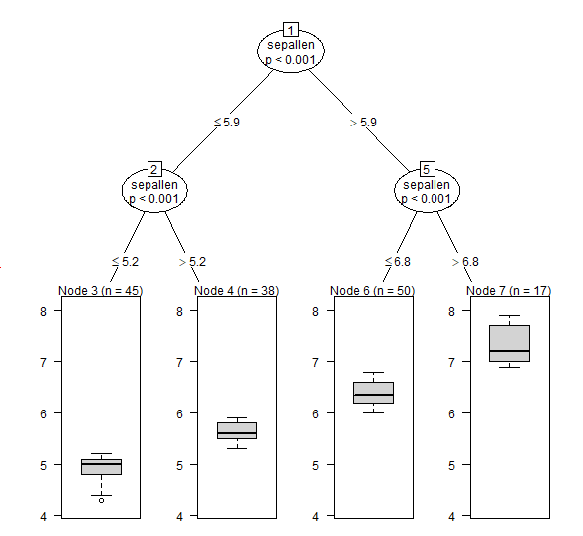 1
sepallen
p < 0.001
≤ 5.9
> 5.9
2
sepallen
p < 0.001
5
sepallen
p < 0.001
≤ 5.2
> 5.2
≤ 6.8
> 6.8
Node 3 (n = 45)
Node 4 (n = 38)
Node 6 (n = 50)
Node 7 (n = 17)
8
7
6
5
4
8
7
6
5
4
8
7
6
5
4
8
7
6
5
4